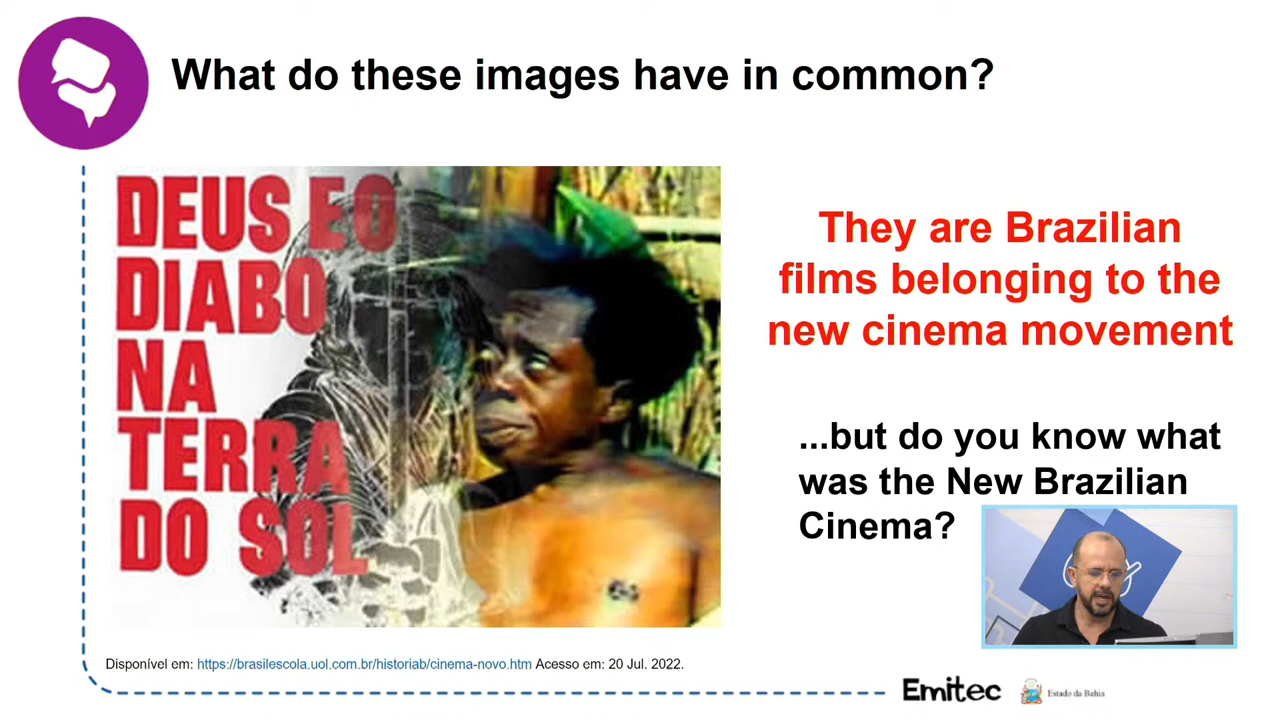 What do these images have in common?
DEUS E O
DIABO
NA
TERRA
DO SOL
They are Brazilian
films belonging to the
new cinema movement
...but do you know what
was the New Brazilian
Cinema?
Disponível em: https://brasilescola.uol.com.br/historiab/cinema-novo.htm Acesso em: 20 Jul. 2022.
Emitec
Estado da Bahia